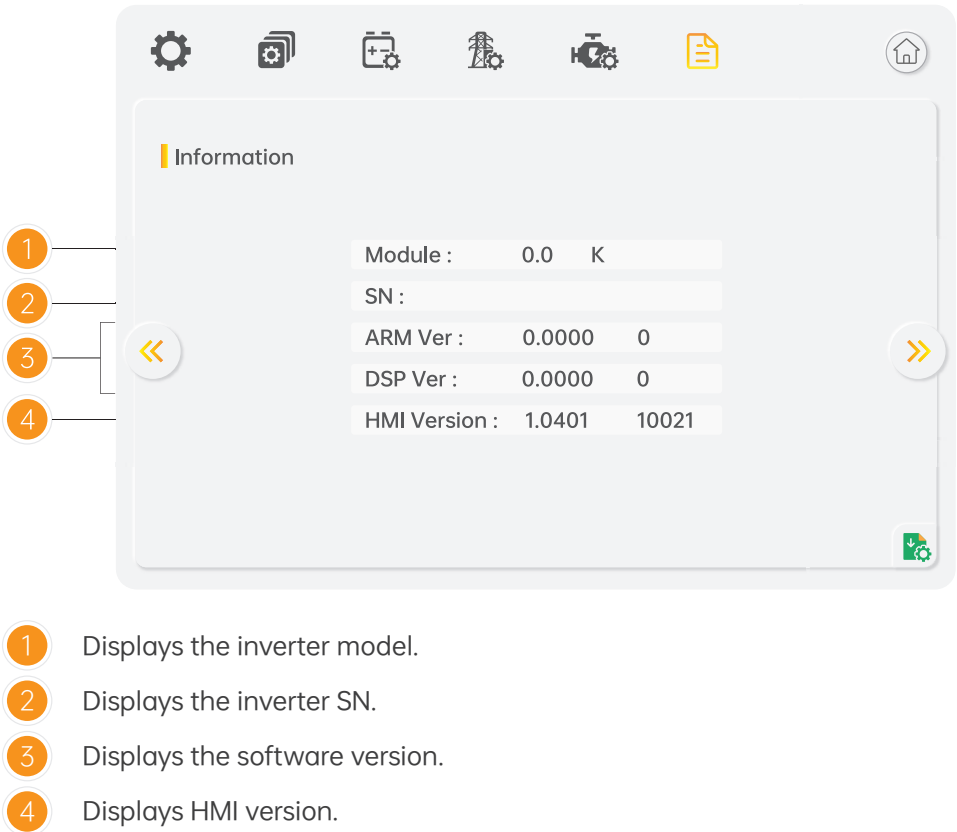 Information
1 Module : 0.0 K
2 SN :
3 ARM Ver : 0.0000 0
DSP Ver : 0.0000 0
4 HMI Version : 1.0401 10021
1 Displays the inverter model.
2 Displays the inverter SN.
3 Displays the software version.
4 Displays HMI version.